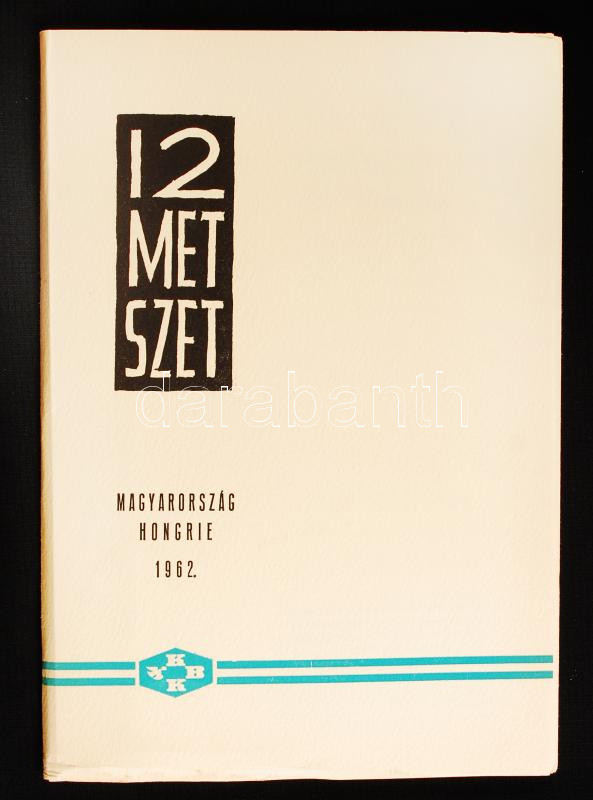 12
MET
SZET
darabanth
MAGYARORSZÁG
HONGRIE
1962.
K
B
K